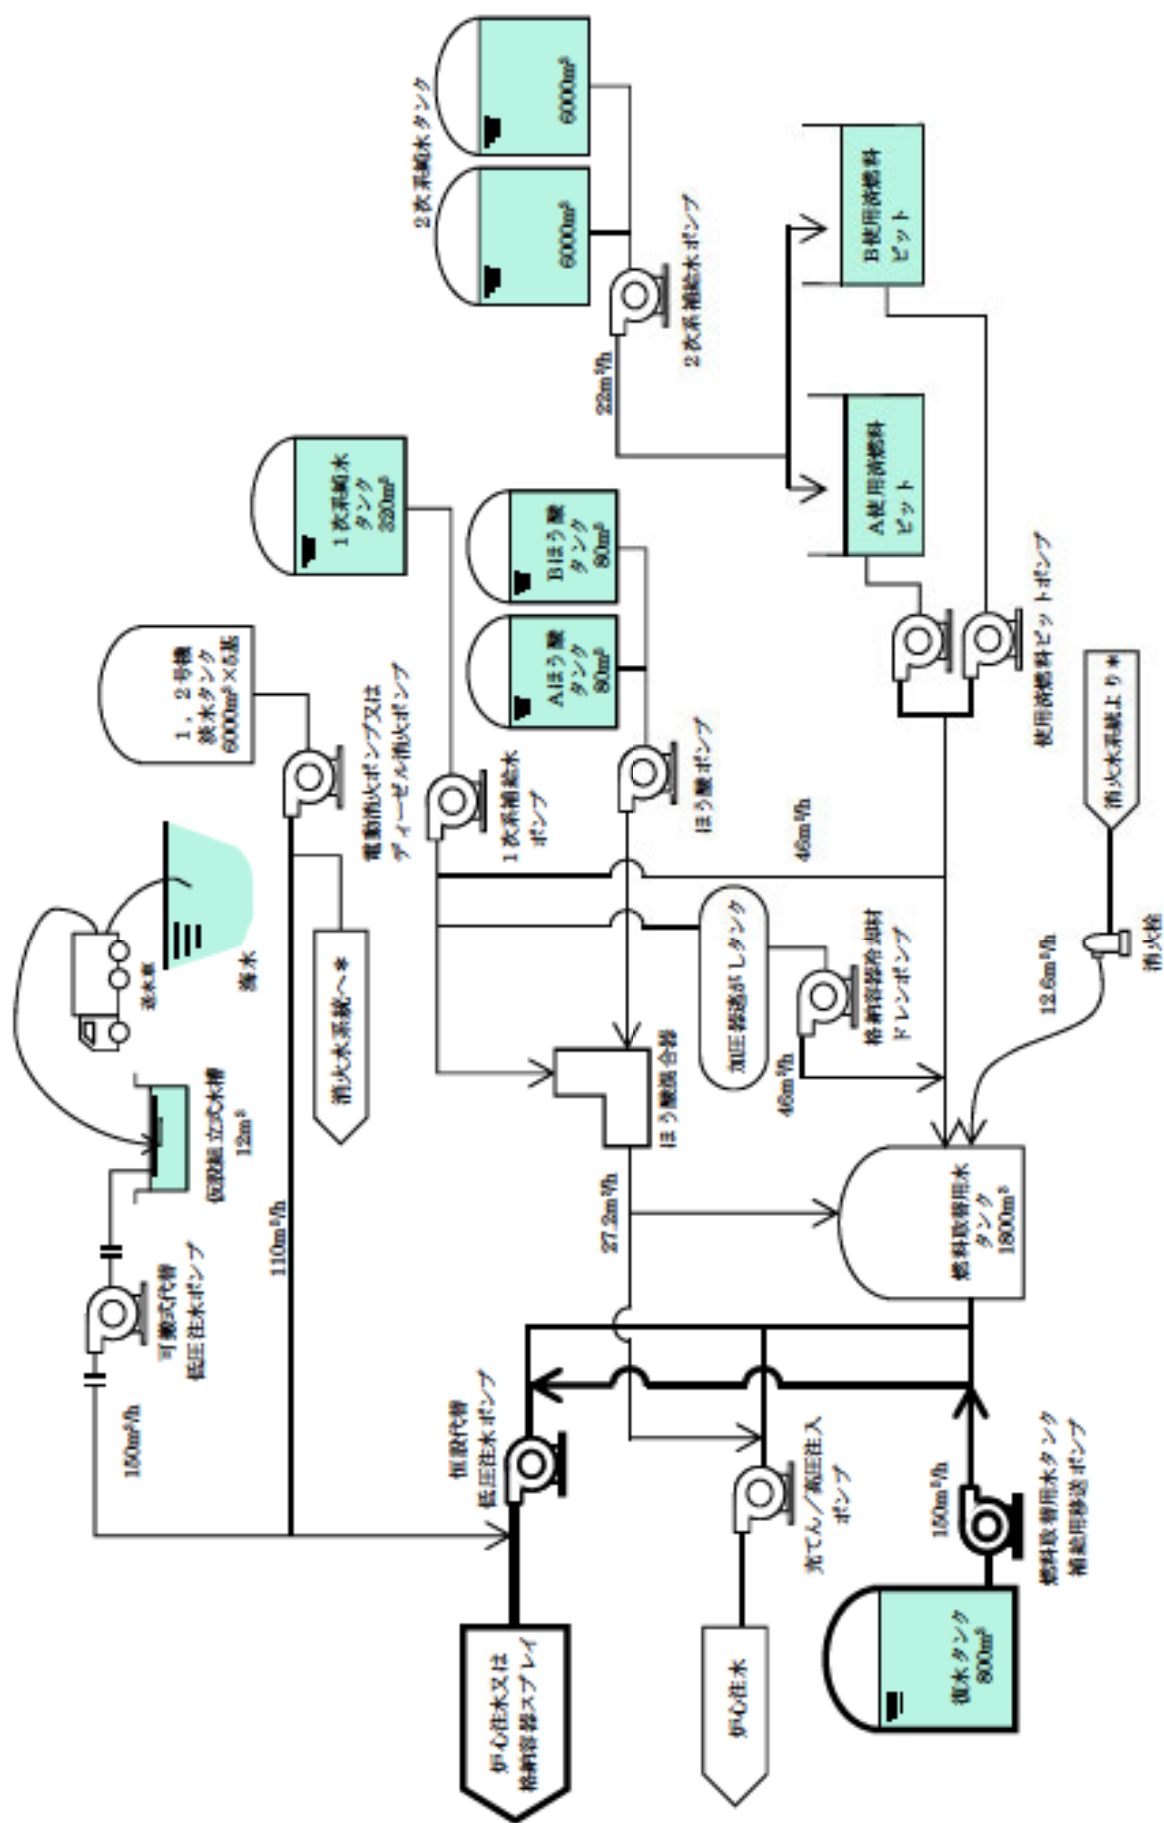 炉心注水又は
格納容器スプレイ
炉心注水
復水タンク
800m³
150m³/h
可搬式代替
低圧注水ポンプ
仮設組立式水槽
12m³
送水車
海水
110m³/h
消火水系統へ＊
1，2号機
淡水タンク
6000m³×5基
電動消火ポンプ又は
ディーゼル消火ポンプ
1次系純水
タンク
320m³
1次系補給水
ポンプ
2次系純水タンク
6000m³
6000m³
2次系補給水ポンプ
22m³/h
Aほう酸
タンク
80m³
Bほう酸
タンク
80m³
ほう酸ポンプ
ほう酸混合器
27.2m³/h
恒設代替
低圧注水ポンプ
充てん／高圧注入
ポンプ
150m³/h
燃料取替用水タンク
補給用移送ポンプ
燃料取替用水
タンク
1800m³
加圧器逃がしタンク
格納容器冷却材
ドレンポンプ
46m³/h
46m³/h
A使用済燃料
ピット
B使用済燃料
ピット
使用済燃料ピットポンプ
消火水系統より＊
消火栓
12.6m³/h